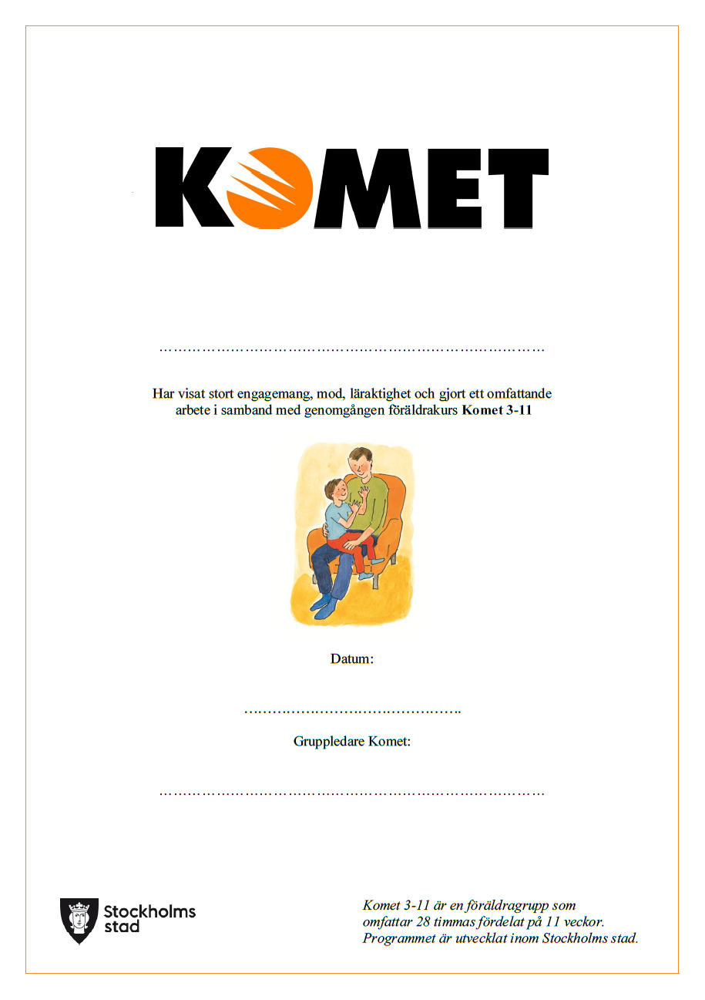 KOMET
………………………………………………………………………
Har visat stort engagemang, mod, läraktighet och gjort ett omfattande
arbete i samband med genomgången föräldrakurs Komet 3-11
Datum:
……………………………………….
Gruppledare Komet:
………………………………………………………………………
Stockholms
stad
Komet 3-11 är en föräldragrupp som
omfattar 28 timmas fördelat på 11 veckor.
Programmet är utvecklat inom Stockholms stad.